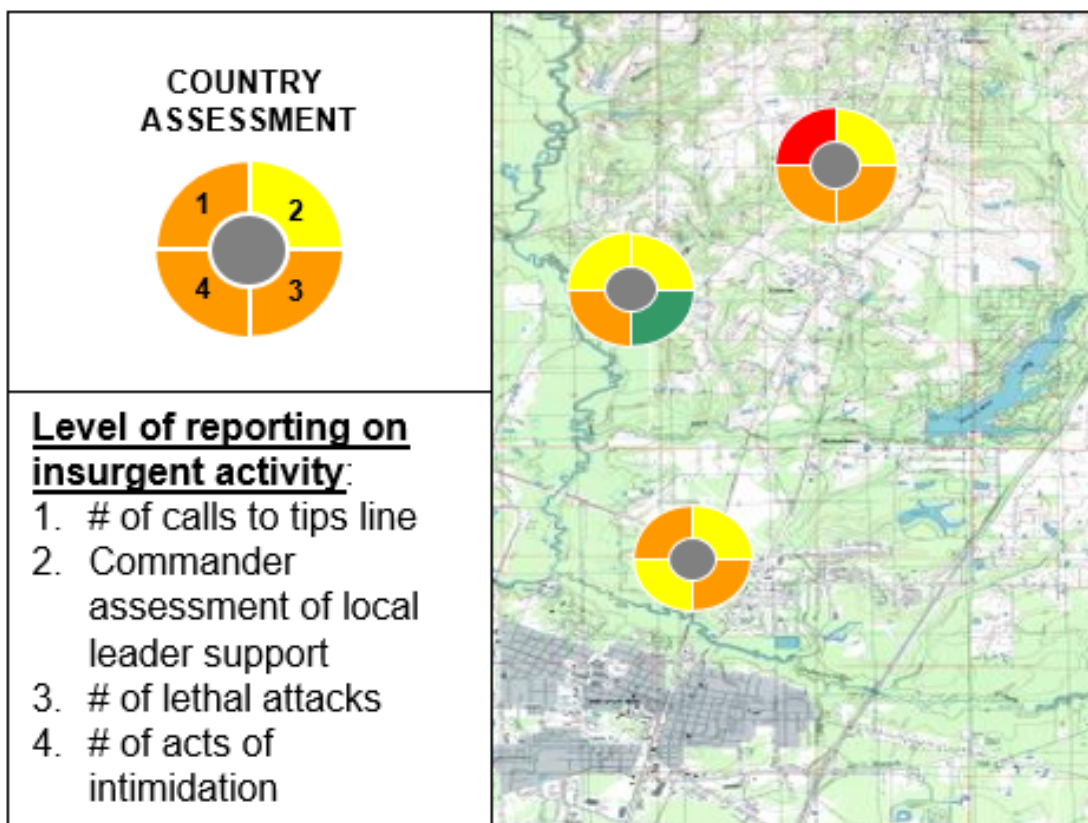 COUNTRY
ASSESSMENT
1
2
4
3
Level of reporting on
insurgent activity:
1. # of calls to tips line
2. Commander
assessment of local
leader support
3. # of lethal attacks
4. # of acts of
intimidation